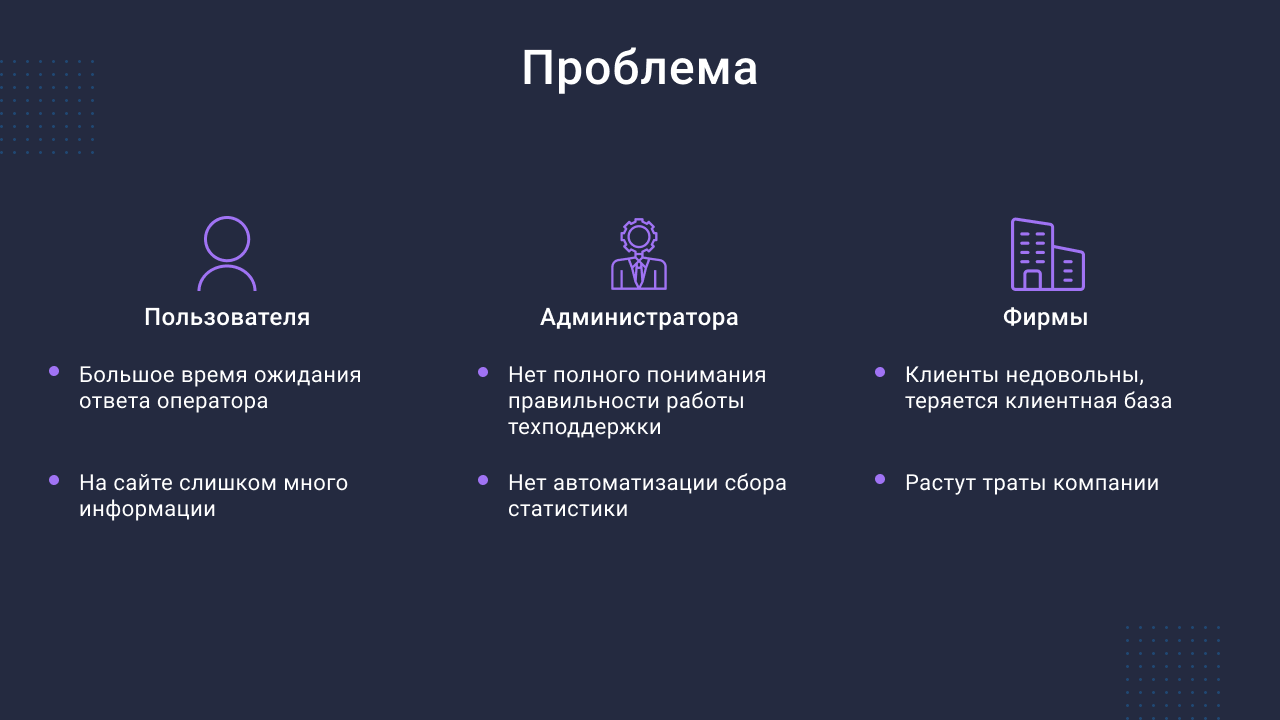 Проблема
Пользователя
Большое время ожидания
ответа оператора
На сайте слишком много
информации
Администратора
Нет полного понимания
правильности работы
техподдержки
Нет автоматизации сбора
статистики
Фирмы
Клиенты недовольны,
теряется клиентная база
Растут траты компании